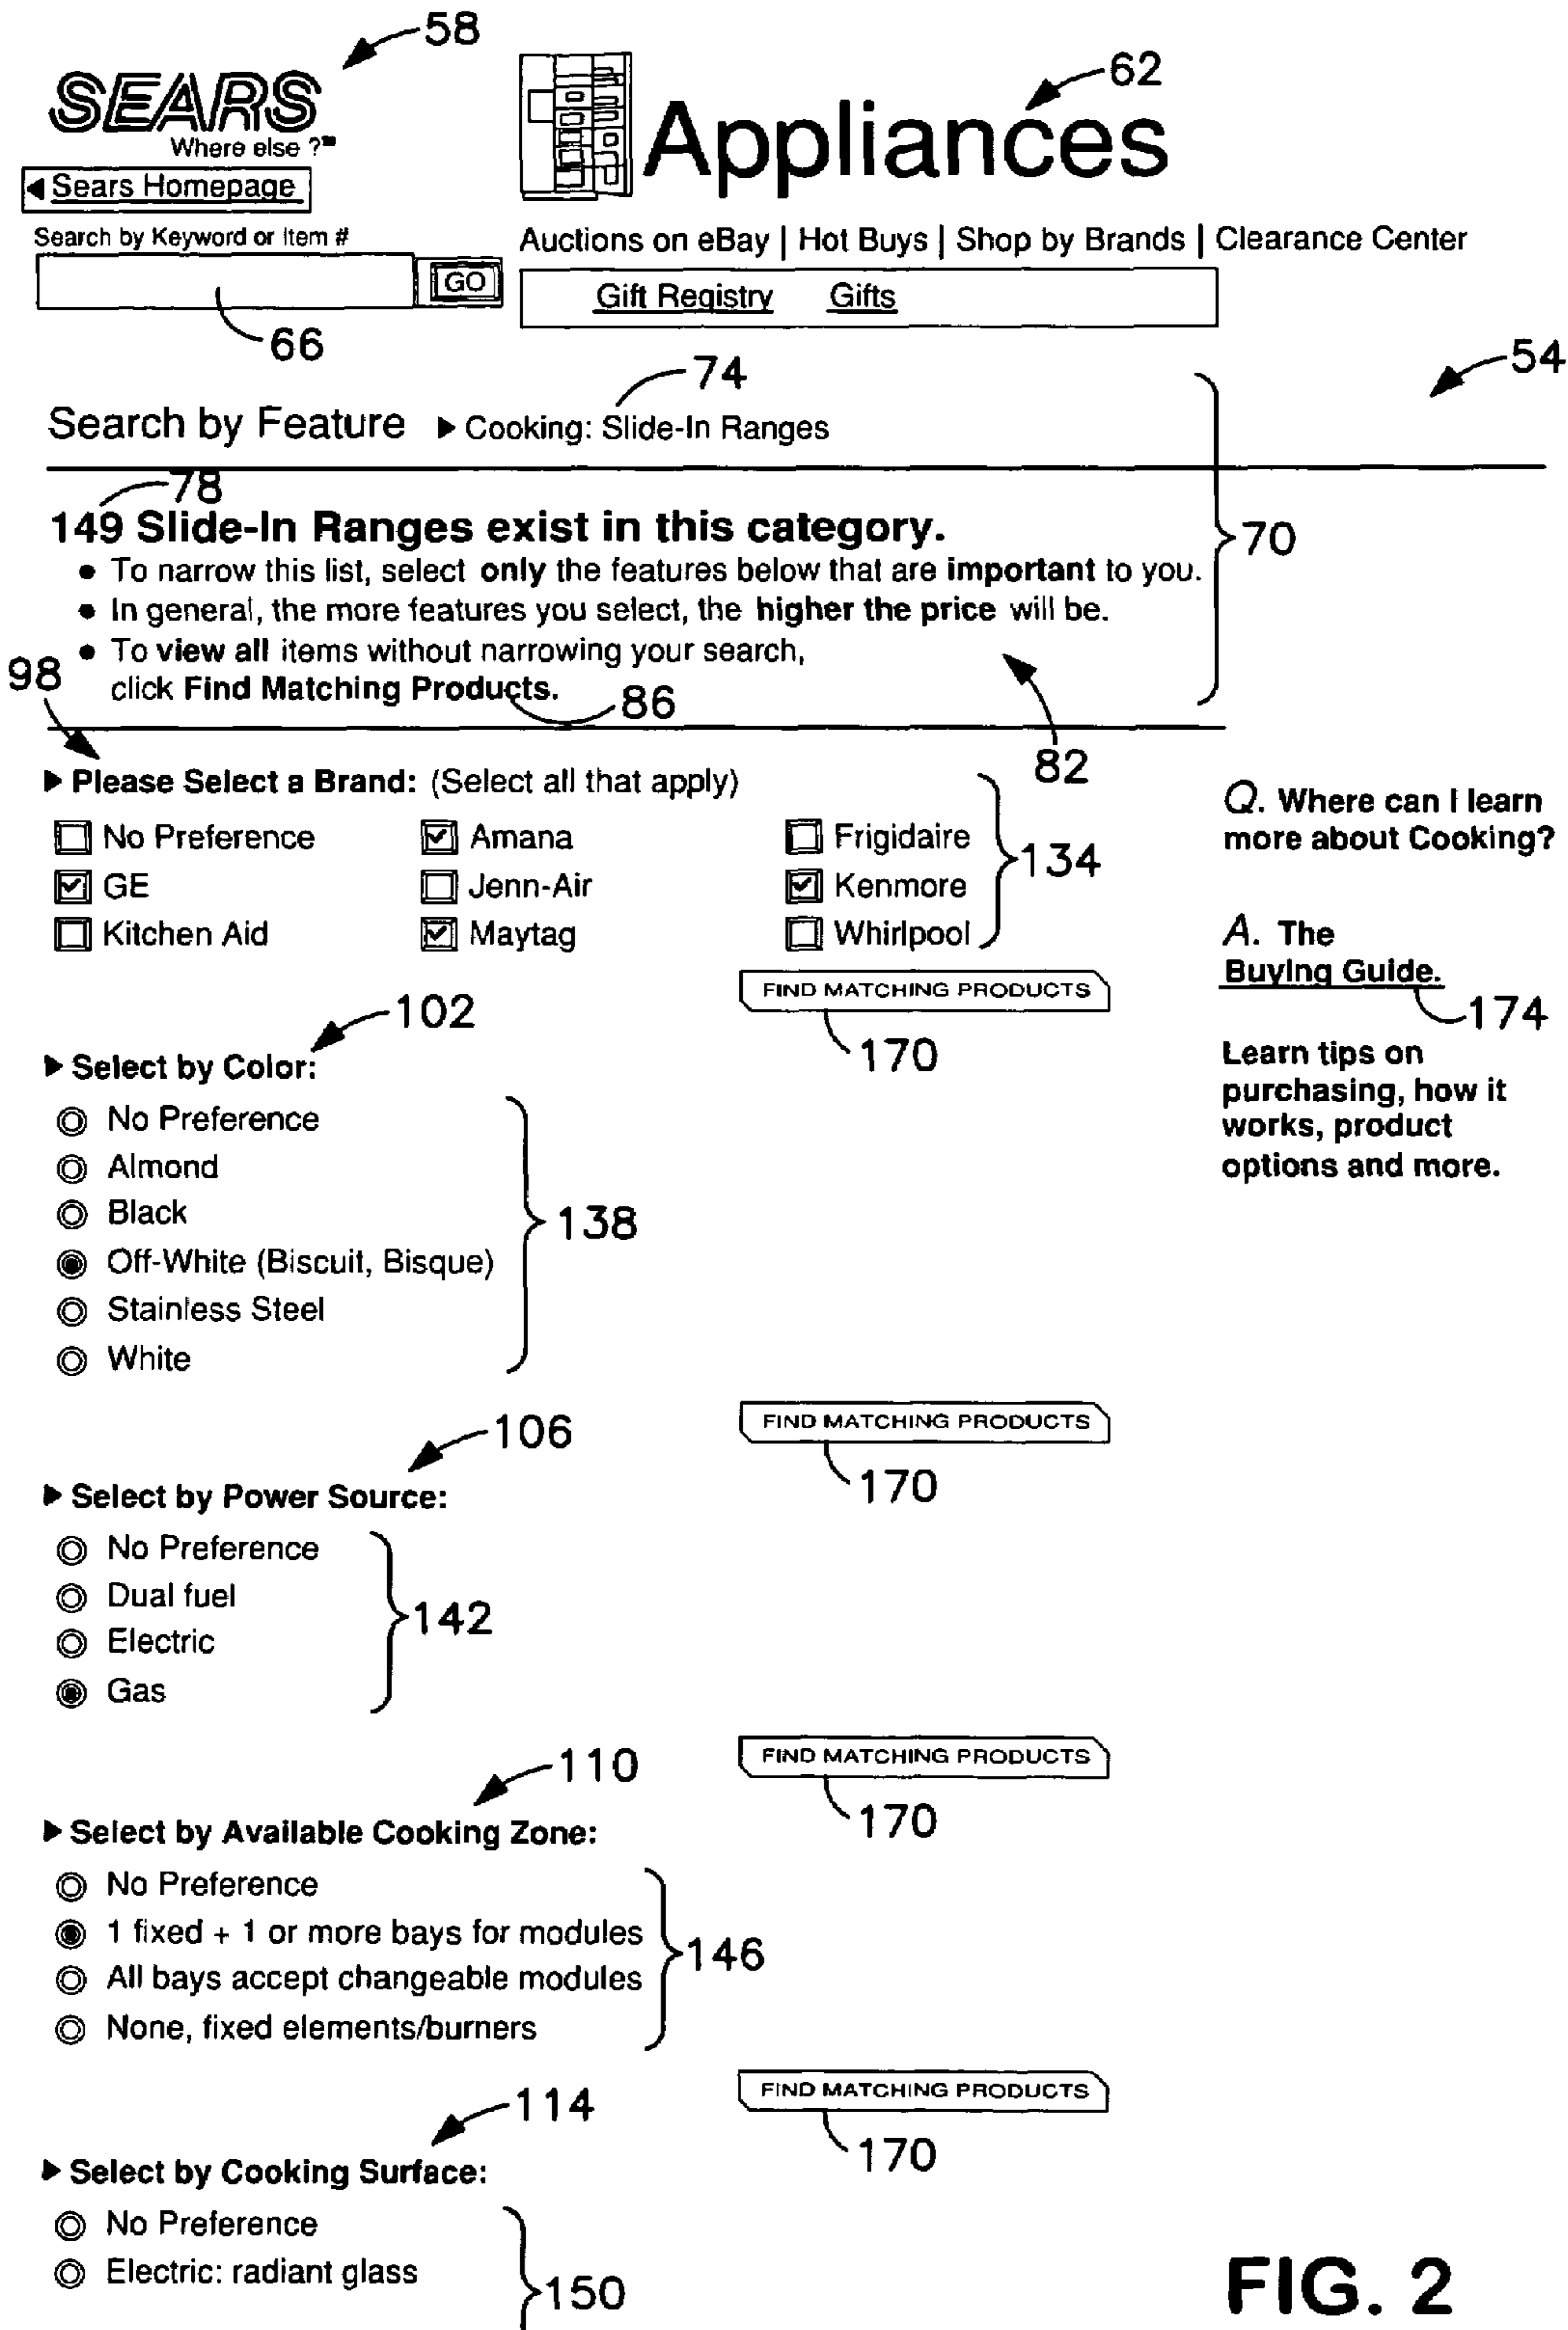 58
SEARS
Where else ?℠
Sears Homepage
62
Appliances
Search by Keyword or Item #
GO
66
Auctions on eBay | Hot Buys | Shop by Brands | Clearance Center
Gift Registry Gifts
54
74
Search by Feature ▶ Cooking: Slide-In Ranges
78
149 Slide-In Ranges exist in this category.
• To narrow this list, select only the features below that are important to you.
• In general, the more features you select, the higher the price will be.
• To view all items without narrowing your search,
click Find Matching Products.
70
98
86
82
▶ Please Select a Brand: (Select all that apply)
No Preference Amana Frigidaire
GE Jenn-Air Kenmore
Kitchen Aid Maytag Whirlpool
134
FIND MATCHING PRODUCTS
170
Q. Where can I learn
more about Cooking?
A. The
Buying Guide.
174
Learn tips on
purchasing, how it
works, product
options and more.
102
▶ Select by Color:
No Preference
Almond
Black
Off-White (Biscuit, Bisque)
Stainless Steel
White
138
FIND MATCHING PRODUCTS
170
106
▶ Select by Power Source:
No Preference
Dual fuel
Electric
Gas
142
FIND MATCHING PRODUCTS
170
110
▶ Select by Available Cooking Zone:
No Preference
1 fixed + 1 or more bays for modules
All bays accept changeable modules
None, fixed elements/burners
146
FIND MATCHING PRODUCTS
170
114
▶ Select by Cooking Surface:
No Preference
Electric: radiant glass
150
FIG. 2